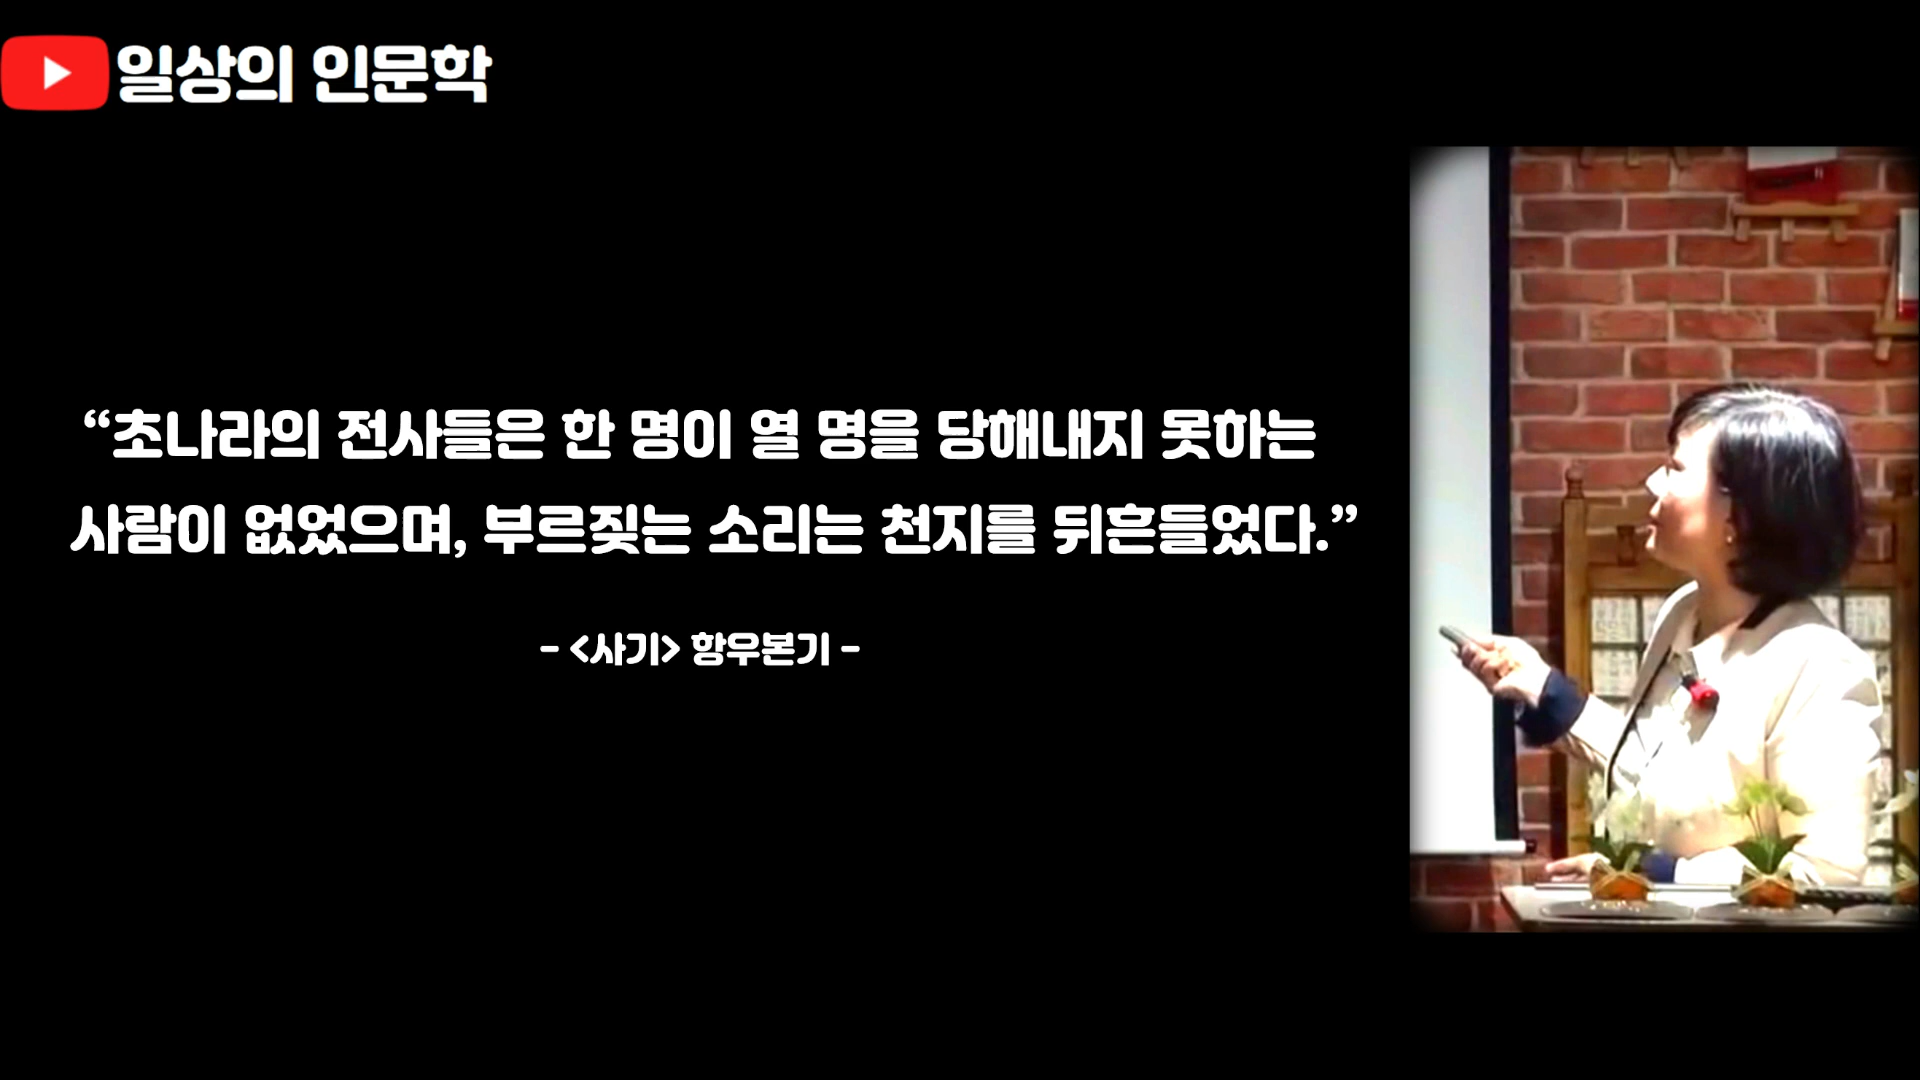 일상의 인문학
“초나라의 전사들은 한 명이 열 명을 당해내지 못하는
사람이 없었으며, 부르짖는 소리는 천지를 뒤흔들었다.”
- <사기> 항우본기 -